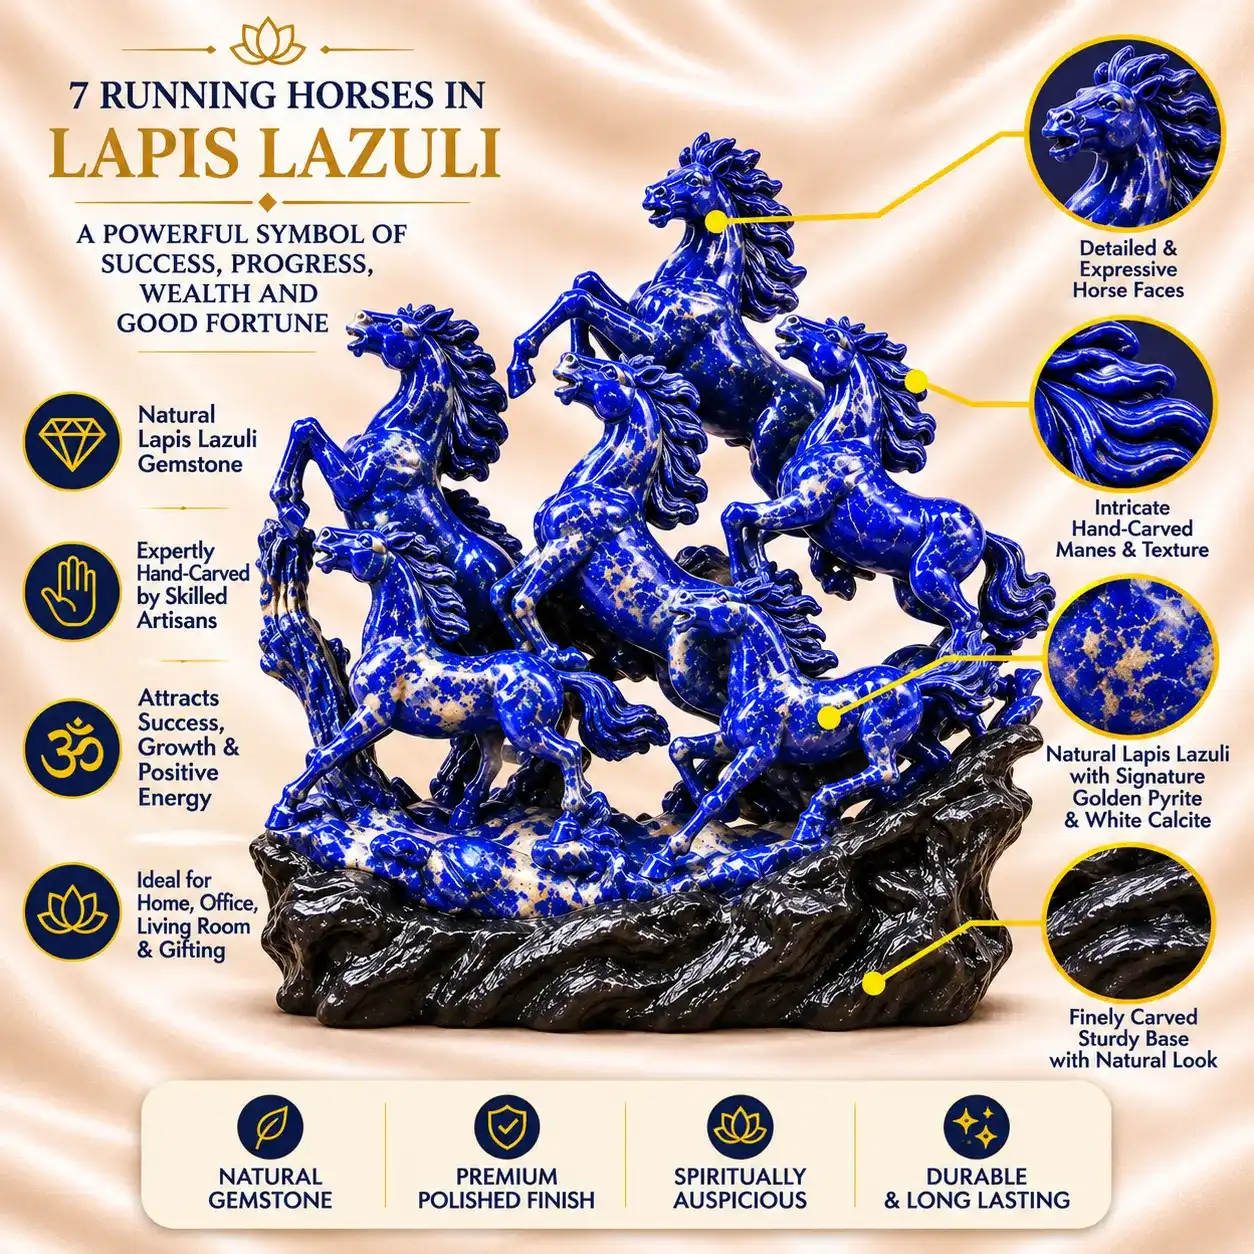 7 RUNNING HORSES IN
LAPIS LAZULI
A POWERFUL SYMBOL OF
SUCCESS, PROGRESS,
WEALTH AND
GOOD FORTUNE
Natural
Lapis Lazuli
Gemstone
Expertly
Hand-Carved
by Skilled
Artisans
ॐ
Attracts
Success,
Growth &
Positive
Energy
Ideal for
Home, Office,
Living Room
& Gifting
Detailed &
Expressive
Horse Faces
Intricate
Hand-Carved
Manes & Texture
Natural Lapis Lazuli
with Signature
Golden Pyrite
& White Calcite
Finely Carved
Sturdy Base
with Natural Look
NATURAL
GEMSTONE
PREMIUM
POLISHED FINISH
SPIRITUALLY
AUSPICIOUS
DURABLE
& LONG LASTING